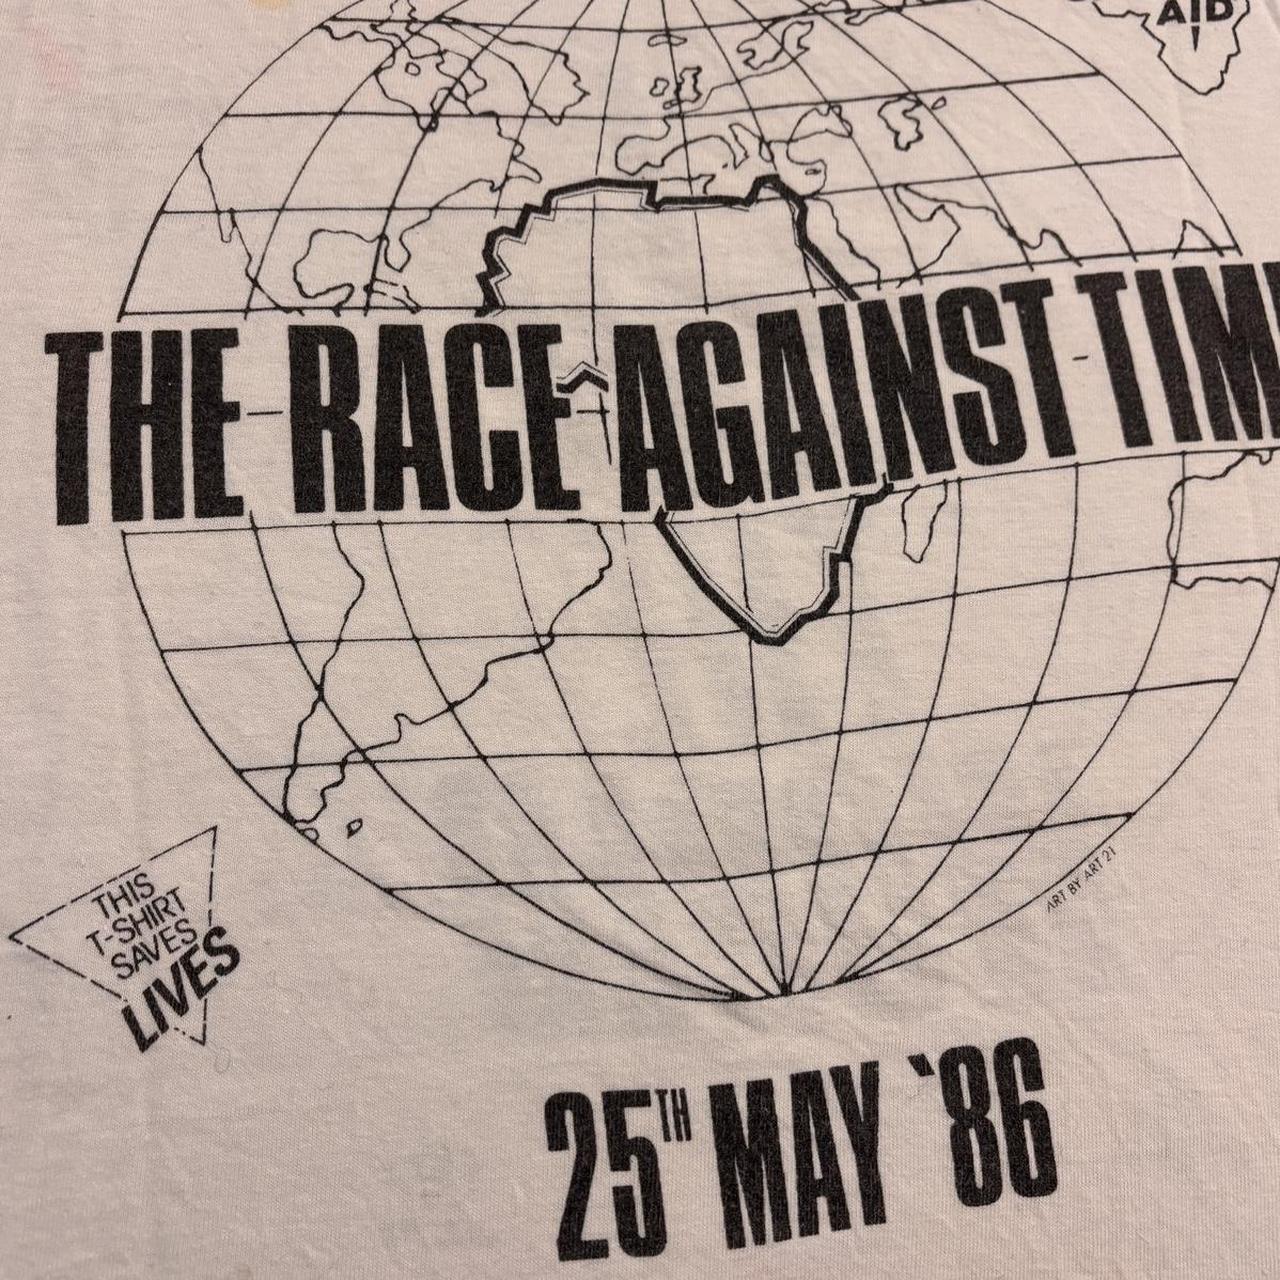 AID
THE RACE AGAINST TIM
THIS
T-SHIRT
SAVES
LIVES
ART BY ART 21
25TH MAY '86